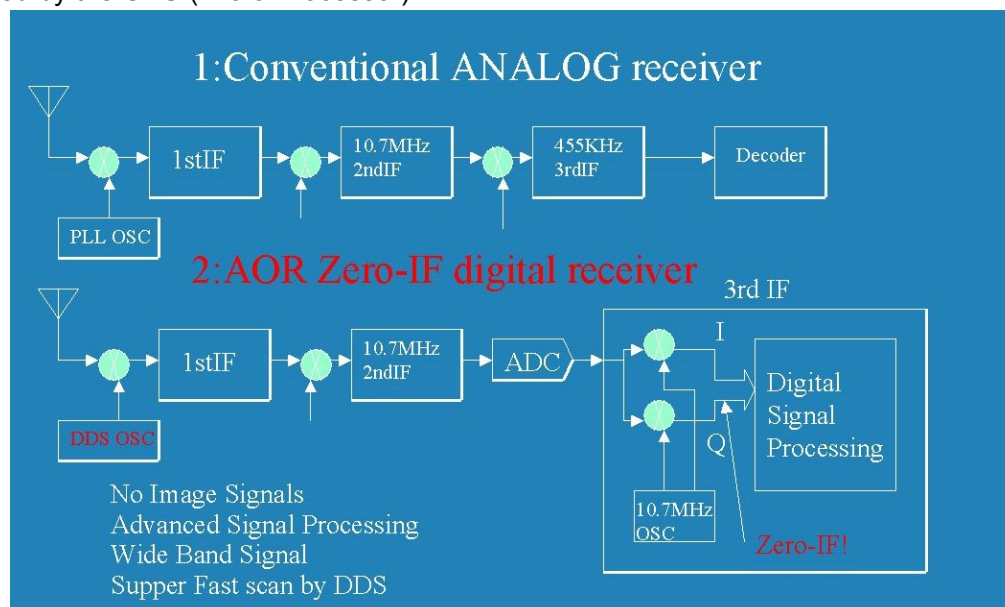 1:Conventional ANALOG receiver
1stIF
10.7MHz
2ndIF
455KHz
3rdIF
Decoder
PLL OSC
2:AOR Zero-IF digital receiver
3rd IF
1stIF
10.7MHz
2ndIF
ADC
I
Q
Digital
Signal
Processing
DDS OSC
10.7MHz
OSC
Zero-IF!
No Image Signals
Advanced Signal Processing
Wide Band Signal
Supper Fast scan by DDS